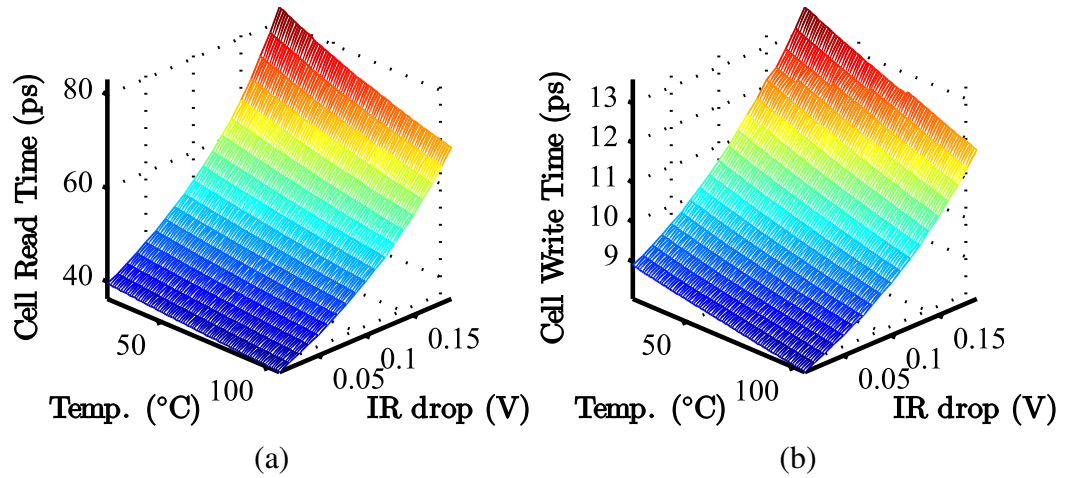 Cell Read Time (ps)
80
60
40
50
100
Temp. (°C)
0.05
0.1
0.15
IR drop (V)
(a)
Cell Write Time (ps)
13
12
11
10
9
50
100
Temp. (°C)
0.05
0.1
0.15
IR drop (V)
(b)